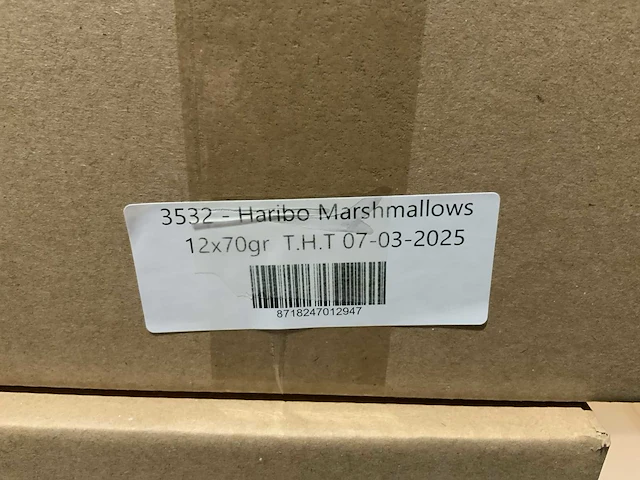 3532 - Haribo Marshmallows
12x70gr T.H.T 07-03-2025
8718247012947